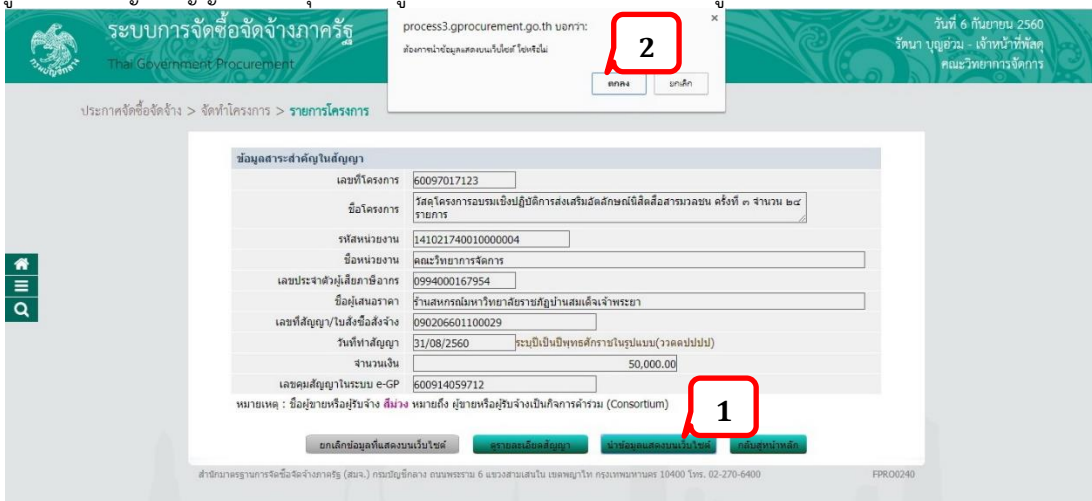 ระบบการจัดซื้อจัดจ้างภาครัฐ
Thai Government Procurement
process3.gprocurement.go.th บอกว่า:
ต้องการนำข้อมูลแสดงบนเว็บไซต์ ใช่หรือไม่
ตกลง ยกเลิก
2
วันที่ 6 กันยายน 2560
รัตนา บุญอ่วม - เจ้าหน้าที่พัสดุ
คณะวิทยาการจัดการ
ประกาศจัดซื้อจัดจ้าง > จัดทำโครงการ > รายการโครงการ
ข้อมูลสาระสำคัญในสัญญา
เลขที่โครงการ 60097017123
ชื่อโครงการ วัสดุโครงการอบรมเชิงปฏิบัติการส่งเสริมอัตลักษณ์นิสิตสื่อสารมวลชน ครั้งที่ ๓ จำนวน ๒๔
รายการ
รหัสหน่วยงาน 141021740010000004
ชื่อหน่วยงาน คณะวิทยาการจัดการ
เลขประจำตัวผู้เสียภาษีอากร 0994000167954
ชื่อผู้เสนอราคา ร้านสหกรณ์มหาวิทยาลัยราชภัฏบ้านสมเด็จเจ้าพระยา
เลขที่สัญญา/ใบสั่งซื้อสั่งจ้าง 090206601100029
วันที่ทำสัญญา 31/08/2560 ระบุปีเป็นปีพุทธศักราชในรูปแบบ(ววดดปปปป)
จำนวนเงิน 50,000.00
เลขคุมสัญญาในระบบ e-GP 600914059712
หมายเหตุ : ชื่อผู้ขายหรือผู้รับจ้าง สีม่วง หมายถึง ผู้ขายหรือผู้รับจ้างเป็นกิจการค้าร่วม (Consortium)
1
ยกเลิกข้อมูลที่แสดงบนเว็บไซต์ ดูรายละเอียดสัญญา นำข้อมูลแสดงบนเว็บไซต์ กลับสู่หน้าหลัก
สำนักมาตรฐานการจัดซื้อจัดจ้างภาครัฐ (สมจ.) กรมบัญชีกลาง ถนนพระราม 6 แขวงสามเสนใน เขตพญาไท กรุงเทพมหานคร 10400 โทร. 02-270-6400 FPRO0240